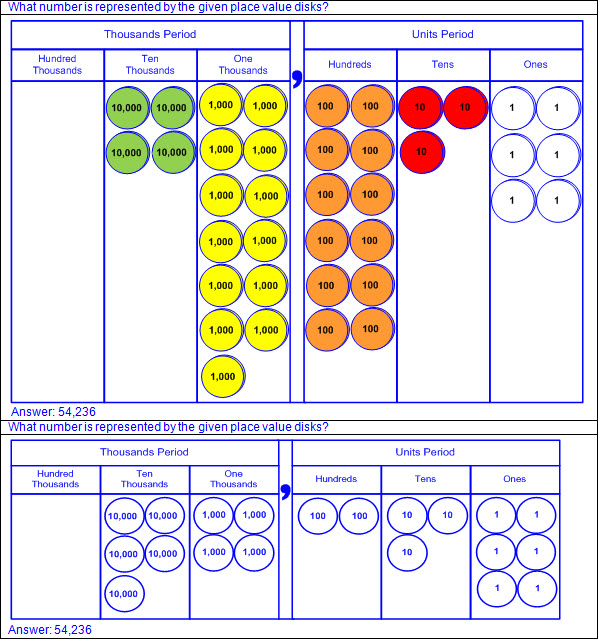 What number is represented by the given place value disks?
Thousands Period , Units Period
Hundred Thousands Ten Thousands One Thousands Hundreds Tens Ones
10,000 10,000 1,000 1,000 100 100 10 10 1 1
10,000 10,000 1,000 1,000 100 100 10 1 1
1,000 1,000 100 100 1 1
1,000 1,000 100 100
1,000 1,000 100 100
1,000 1,000 100 100
1,000
Answer: 54,236
What number is represented by the given place value disks?
Thousands Period , Units Period
Hundred Thousands Ten Thousands One Thousands Hundreds Tens Ones
10,000 10,000 1,000 1,000 100 100 10 10 1 1
10,000 10,000 1,000 1,000 10 1 1
10,000 1 1
Answer: 54,236